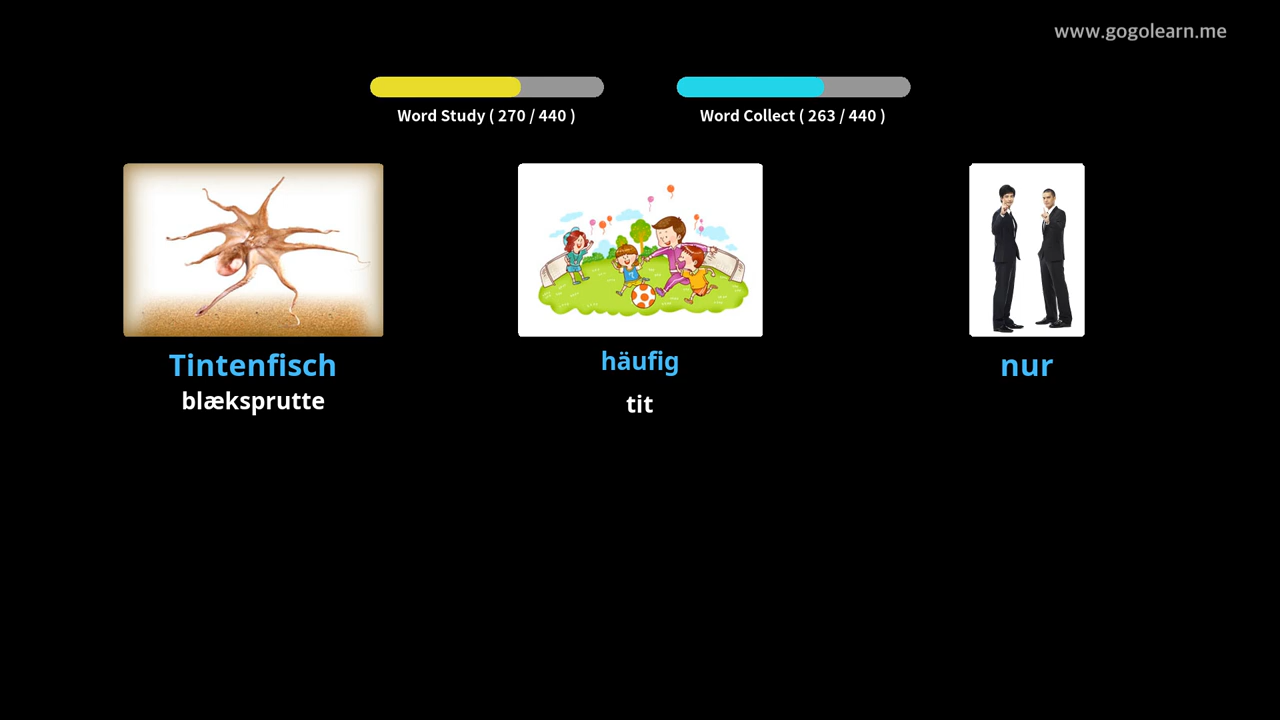 www.gogolearn.me
Word Study ( 270 / 440 )
Word Collect ( 263 / 440 )
Tintenfisch
blæksprutte
häufig
tit
nur